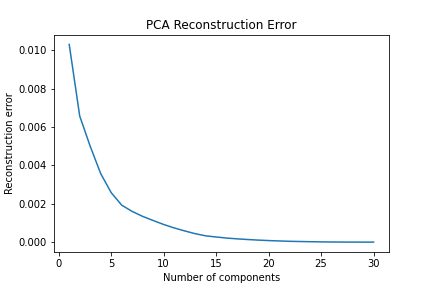 PCA Reconstruction Error
0.010
0.008
0.006
0.004
0.002
0.000
Reconstruction error
0 5 10 15 20 25 30
Number of components